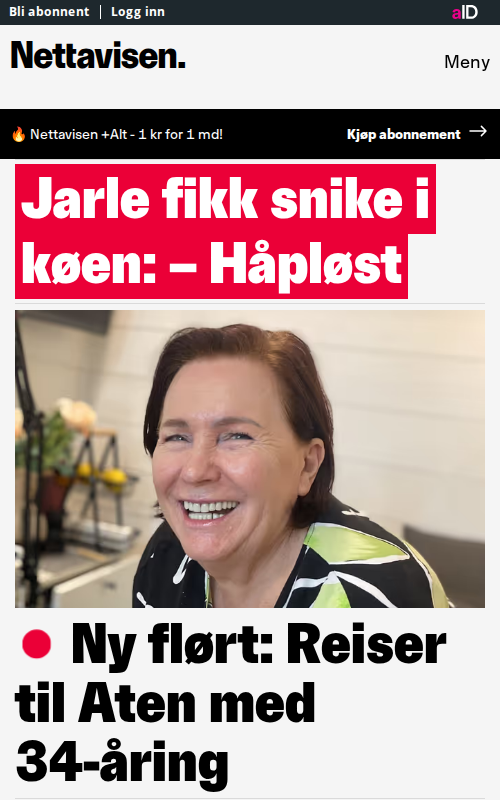 Bli abonnent | Logg inn
aID
Nettavisen.
Meny
🔥 Nettavisen +Alt - 1 kr for 1 md!
Kjøp abonnement →
Jarle fikk snike i
køen: – Håpløst
Ny flørt: Reiser
til Aten med
34-åring